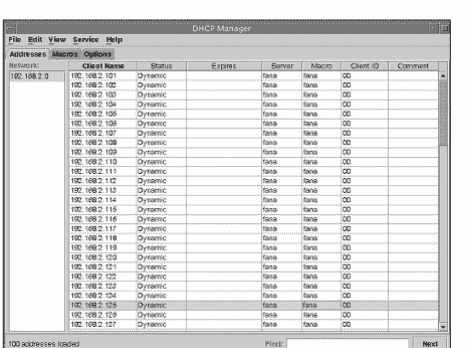 DHCP Manager
File Edit View Service Help
Addresses Macros Options
Network: Client Name Status Expires Server Macro Client ID Comment
192.168.2.0 192.168.2.101 Dynamic fana fana 00
192.168.2.102 Dynamic fana fana 00
192.168.2.103 Dynamic fana fana 00
192.168.2.104 Dynamic fana fana 00
192.168.2.105 Dynamic fana fana 00
192.168.2.106 Dynamic fana fana 00
192.168.2.107 Dynamic fana fana 00
192.168.2.108 Dynamic fana fana 00
192.168.2.109 Dynamic fana fana 00
192.168.2.110 Dynamic fana fana 00
192.168.2.111 Dynamic fana fana 00
192.168.2.112 Dynamic fana fana 00
192.168.2.113 Dynamic fana fana 00
192.168.2.114 Dynamic fana fana 00
192.168.2.115 Dynamic fana fana 00
192.168.2.116 Dynamic fana fana 00
192.168.2.117 Dynamic fana fana 00
192.168.2.118 Dynamic fana fana 00
192.168.2.119 Dynamic fana fana 00
192.168.2.120 Dynamic fana fana 00
192.168.2.121 Dynamic fana fana 00
192.168.2.122 Dynamic fana fana 00
192.168.2.123 Dynamic fana fana 00
192.168.2.124 Dynamic fana fana 00
192.168.2.125 Dynamic fana fana 00
192.168.2.126 Dynamic fana fana 00
192.168.2.127 Dynamic fana fana 00
100 addresses loaded Find: Next